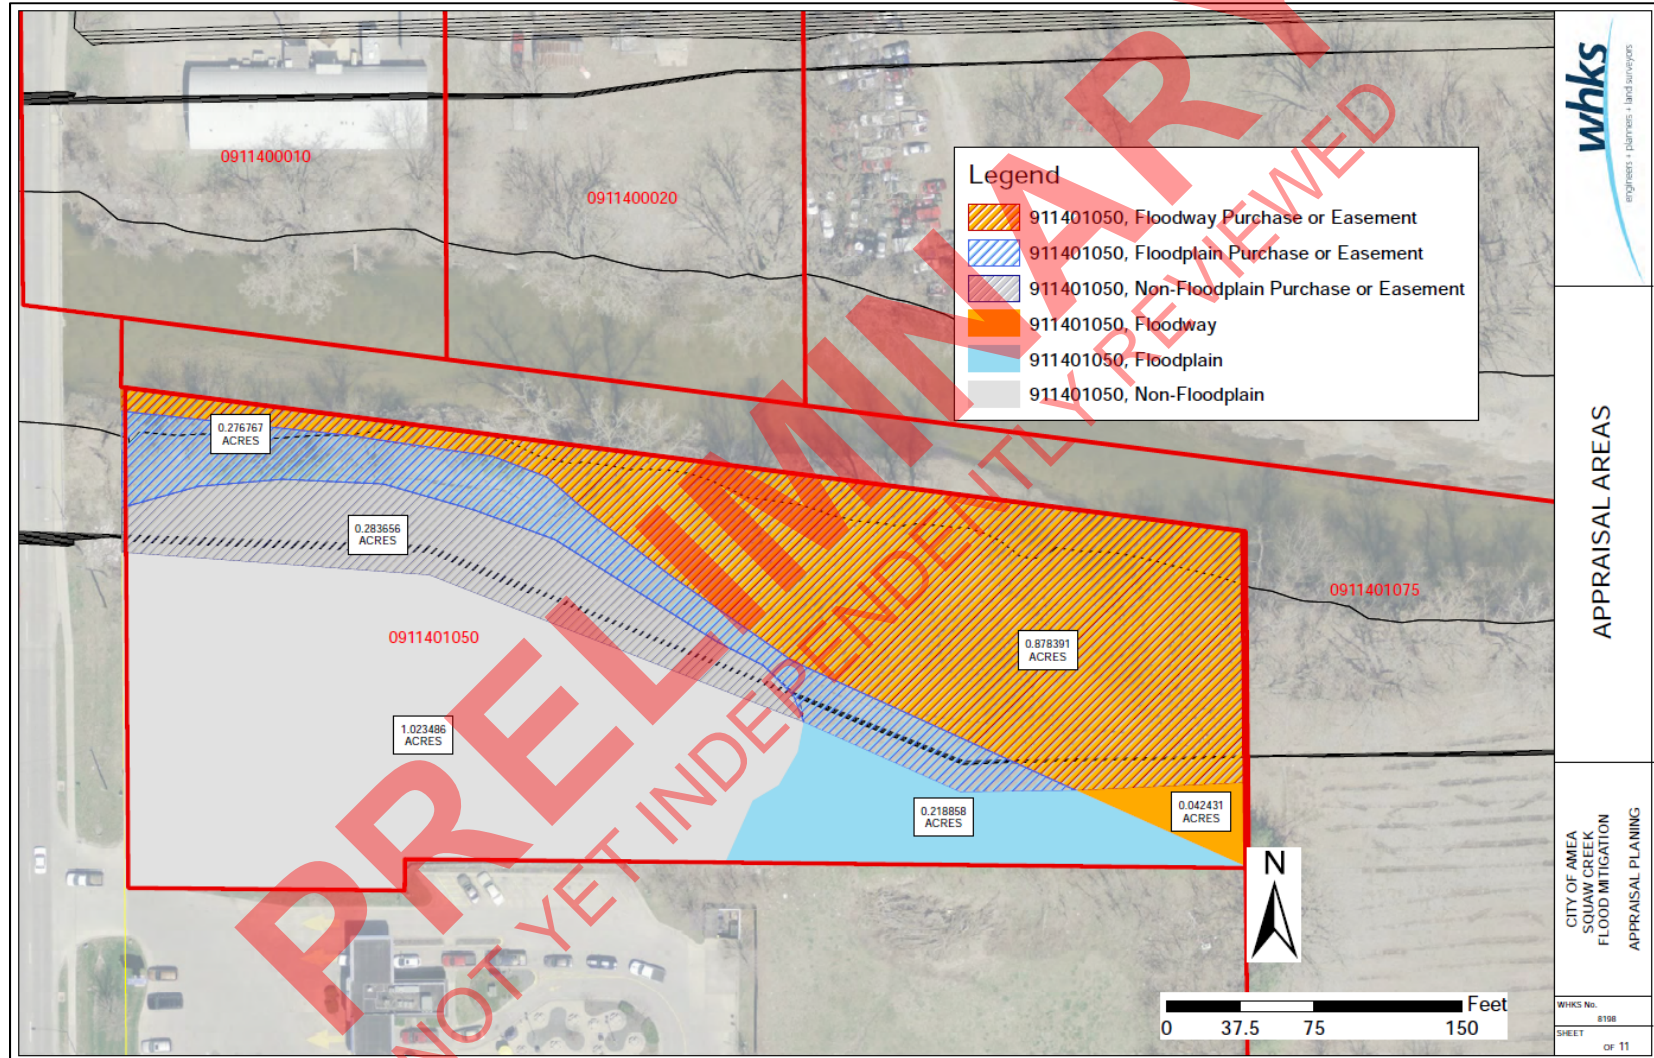 0911400010
0911400020
Legend
911401050, Floodway Purchase or Easement
911401050, Floodplain Purchase or Easement
911401050, Non-Floodplain Purchase or Easement
911401050, Floodway
911401050, Floodplain
911401050, Non-Floodplain
0.276767
ACRES
0.283656
ACRES
0911401050
1.023486
ACRES
0.878391
ACRES
0911401075
0.218858
ACRES
0.042431
ACRES
N
Feet
0 37.5 75 150
PRELIMINARY
NOT YET INDEPENDENTLY REVIEWED
whks
engineers + planners + land surveyors
APPRAISAL AREAS
CITY OF AMEA
SQUAW CREEK
FLOOD MITIGATION
APPRAISAL PLANING
WHKS No.
8198
SHEET
OF 11